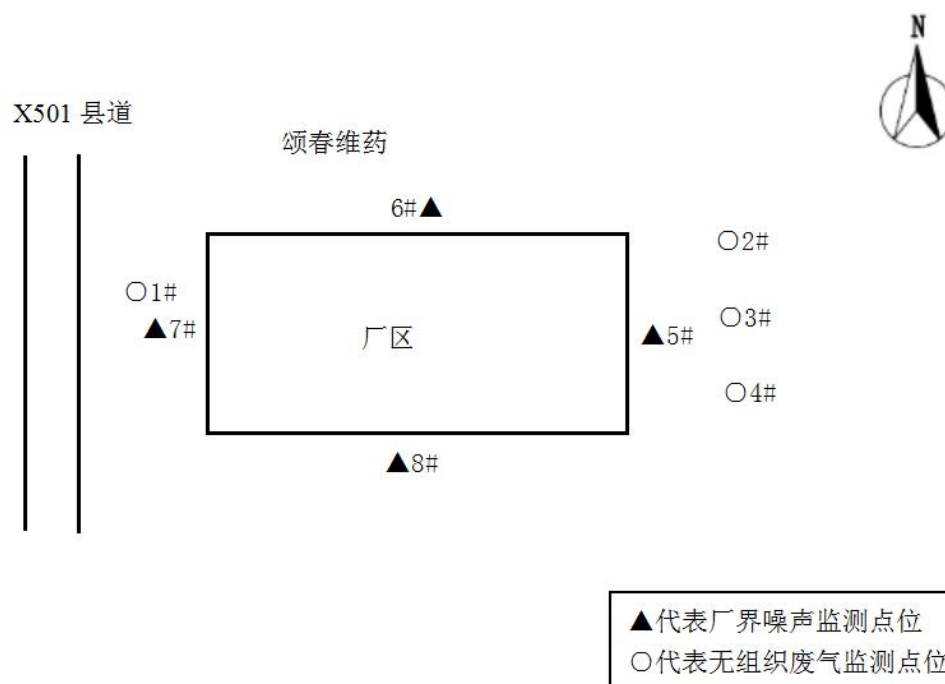 N
X501 县道
颂春维药
6#▲
○2#
○1#
○3#
▲7#
厂区
▲5#
○4#
▲8#
▲代表厂界噪声监测点位
○代表无组织废气监测点位